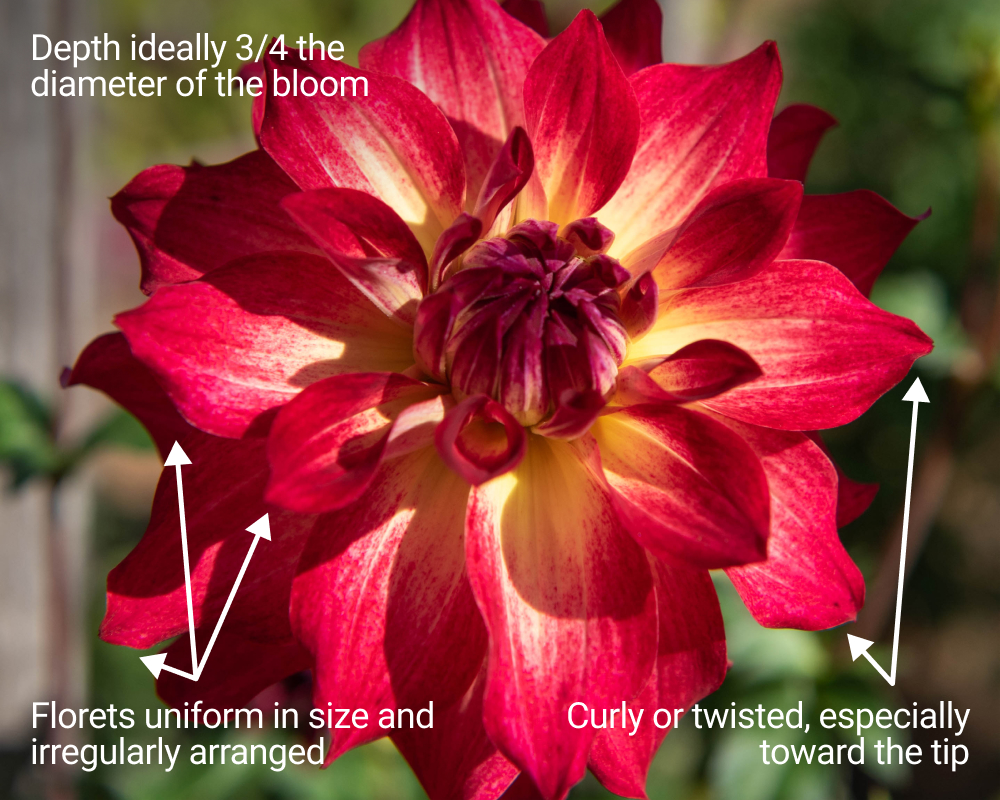 Depth ideally 3/4 the
diameter of the bloom
Florets uniform in size and
irregularly arranged
Curly or twisted, especially
toward the tip